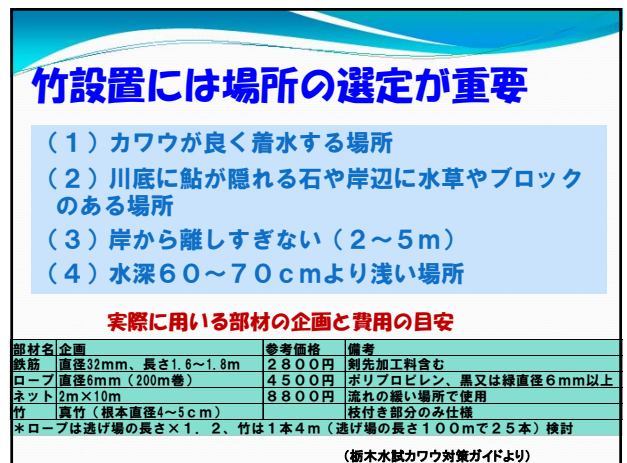 竹設置には場所の選定が重要
（１）カワウが良く着水する場所
（２）川底に鮎が隠れる石や岸辺に水草やブロック
のある場所
（３）岸から離しすぎない（２～５ｍ）
（４）水深６０～７０ｃｍより浅い場所
実際に用いる部材の企画と費用の目安
部材名 企画 参考価格 備考
鉄筋 直径32mm、長さ1.6～1.8m ２８００円 剣先加工料含む
ロープ 直径6mm（200m巻） ４５００円 ポリプロピレン、黒又は緑直径６mm以上
ネット 2m×10m ８８００円 流れの緩い場所で使用
竹 真竹（根本直径4～5ｃｍ） 枝付き部分のみ仕様
＊ロープは逃げ場の長さ×１．２、竹は１本４ｍ（逃げ場の長さ１００ｍで２５本）検討
（栃木水試カワウ対策ガイドより）